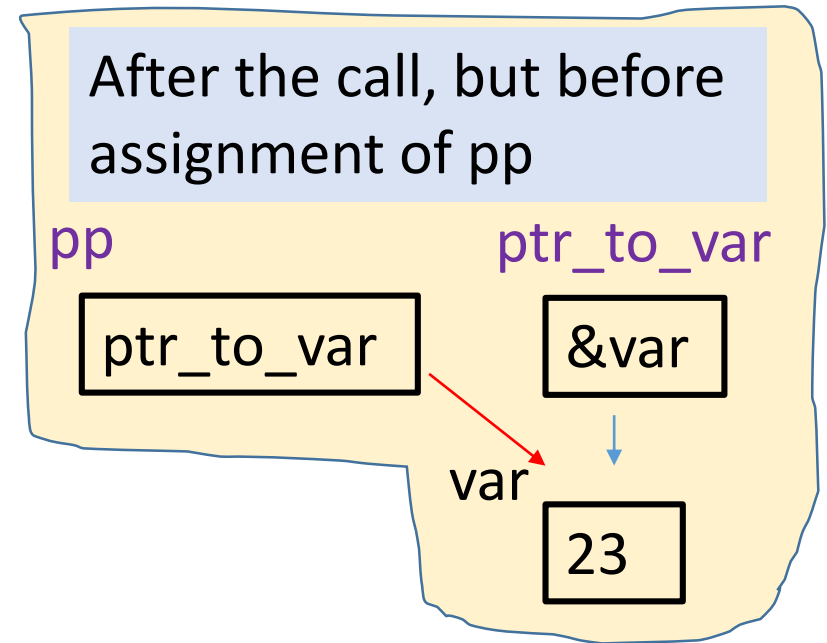 After the call, but before
assignment of pp
pp ptr_to_var
ptr_to_var &var
var
23